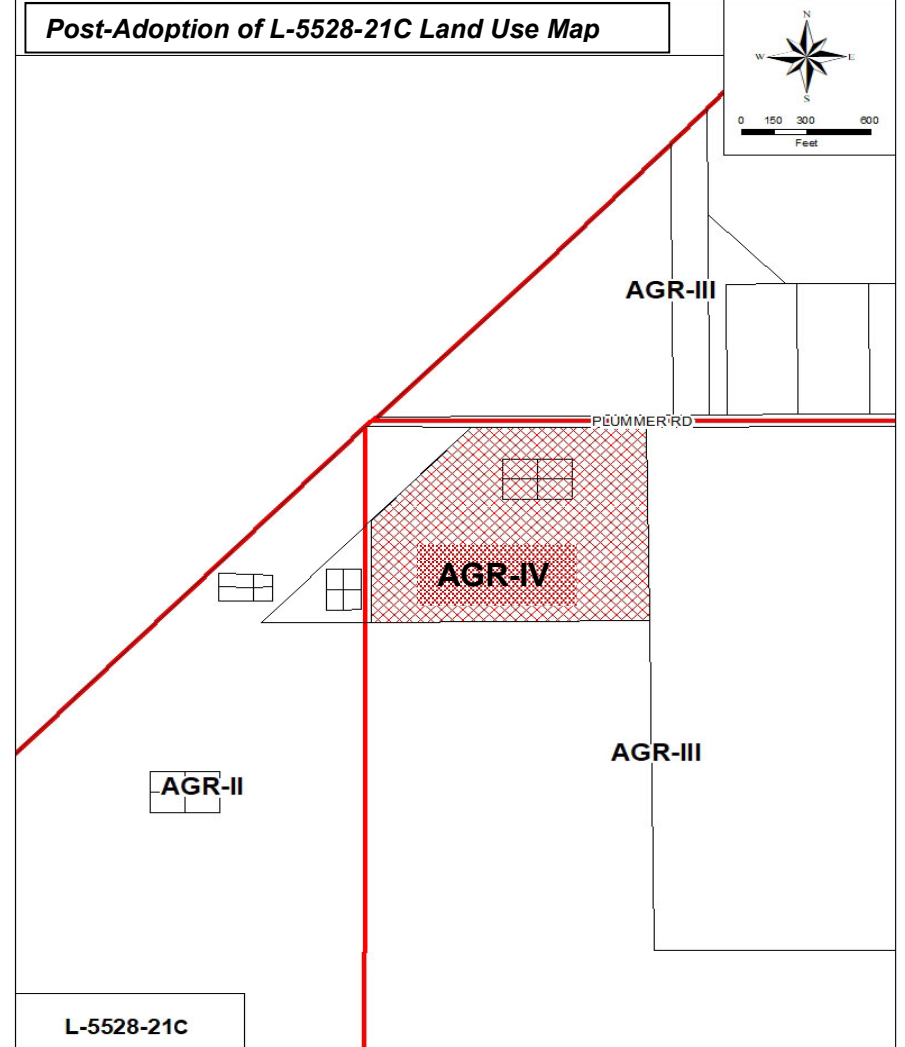 Post-Adoption of L-5528-21C Land Use Map
N
W E
S
0 150 300 600
Feet
AGR-III
PLUMMER RD
AGR-IV
AGR-III
AGR-II
L-5528-21C